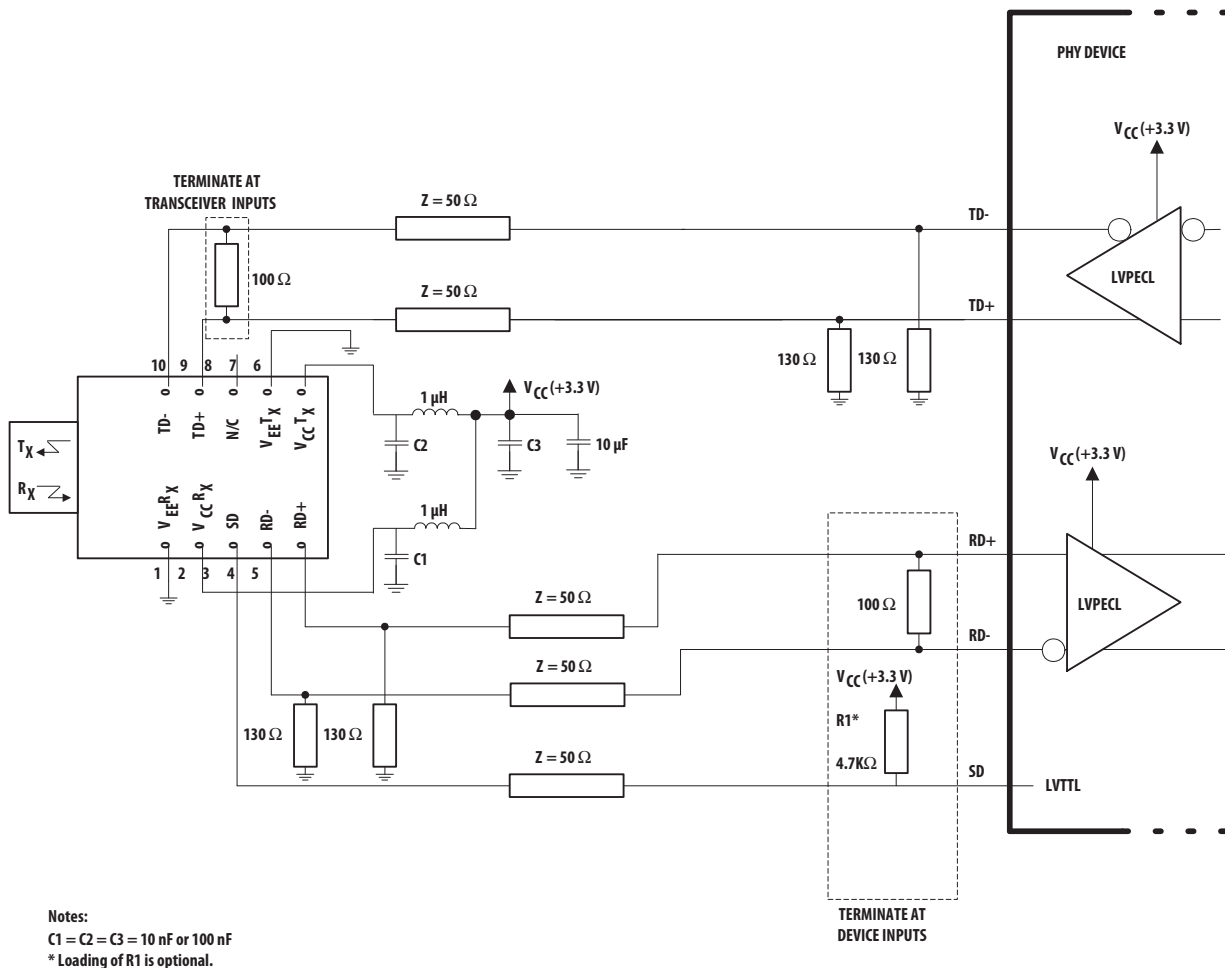 PHY DEVICE
V CC (+3.3 V)
TERMINATE AT
TRANSCEIVER INPUTS
Z = 50 Ω
TD-
LVPECL
100 Ω
Z = 50 Ω
TD+
130 Ω
130 Ω
10 9 8 7 6
TD-
TD+
N/C
V EE T X
V CC T X
1 µH
V CC (+3.3 V)
C2
C3
10 µF
T X
R X
V EE R X
V CC R X
SD
RD-
RD+
1 µH
C1
1 2 3 4 5
V CC (+3.3 V)
RD+
LVPECL
100 Ω
Z = 50 Ω
RD-
Z = 50 Ω
V CC (+3.3 V)
R1*
4.7KΩ
130 Ω
130 Ω
Z = 50 Ω
SD
LVTTL
TERMINATE AT
DEVICE INPUTS
Notes:
C1 = C2 = C3 = 10 nF or 100 nF
* Loading of R1 is optional.